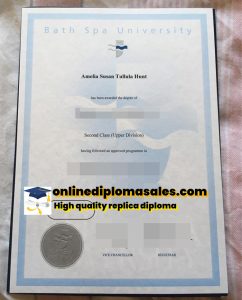 Bath Spa University
Amelia Susan Tallula Hunt
has been awarded the degree of
Second Class (Upper Division)
having followed an approved programme in
onlinediplomasales.com
High quality replica diploma
VICE-CHANCELLOR REGISTRAR